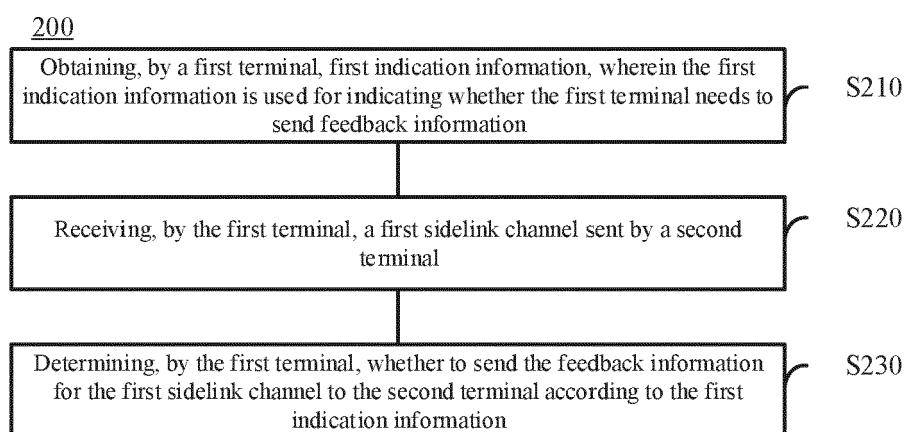 200
Obtaining, by a first terminal, first indication information, wherein the first
indication information is used for indicating whether the first terminal needs to
send feedback information
S210
Receiving, by the first terminal, a first sidelink channel sent by a second
terminal
S220
Determining, by the first terminal, whether to send the feedback information
for the first sidelink channel to the second terminal according to the first
indication information
S230